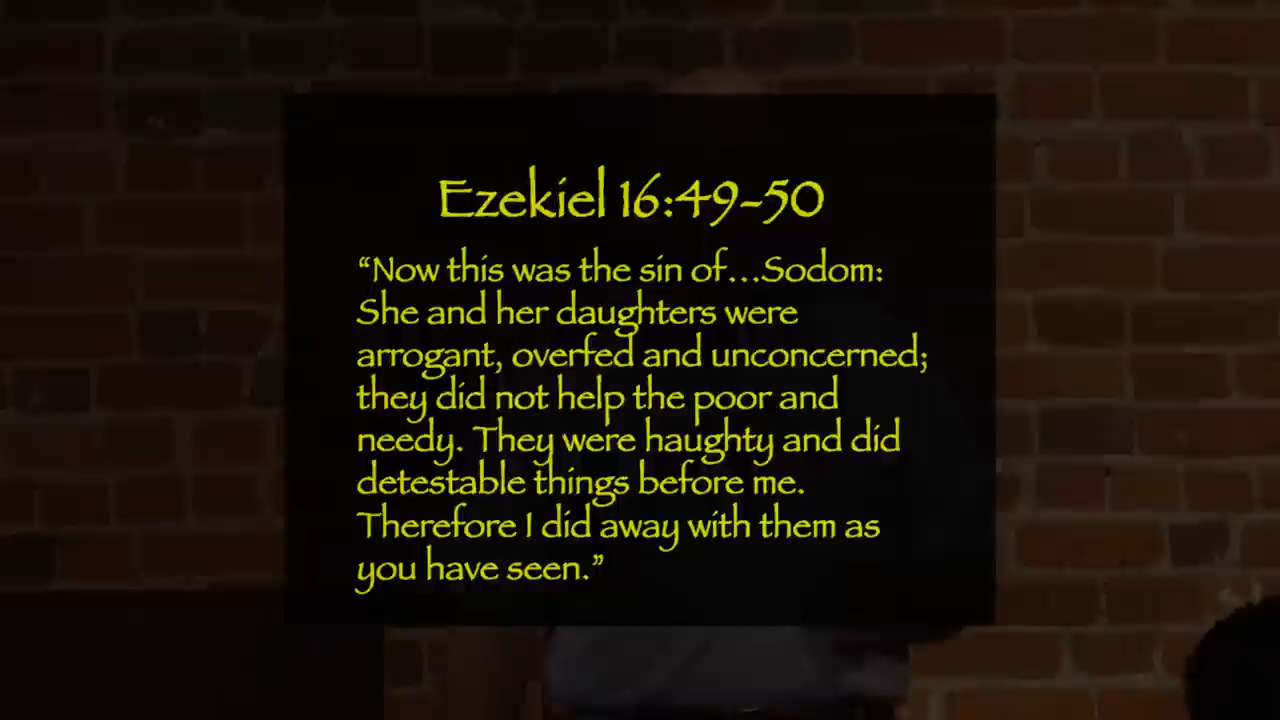 Ezekiel 16:49-50
“Now this was the sin of...Sodom:
She and her daughters were
arrogant, overfed and unconcerned;
they did not help the poor and
needy. They were haughty and did
detestable things before me.
Therefore I did away with them as
you have seen.”